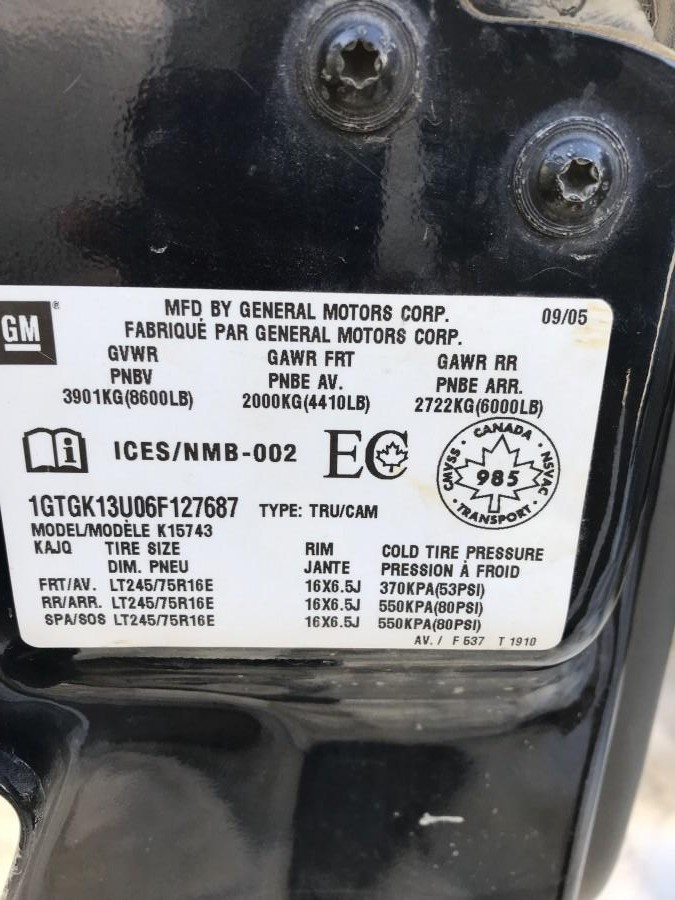 GM ®
MFD BY GENERAL MOTORS CORP. 09/05
FABRIQUÉ PAR GENERAL MOTORS CORP.
GVWR GAWR FRT GAWR RR
PNBV PNBE AV. PNBE ARR.
3901KG(8600LB) 2000KG(4410LB) 2722KG(6000LB)
i ICES/NMB-002 EC
CANADA
CMVSS 985 NSVAC
TRANSPORT
1GTGK13U06F127687 TYPE: TRU/CAM
MODEL/MODÈLE K15743
KAJQ TIRE SIZE RIM COLD TIRE PRESSURE
DIM. PNEU JANTE PRESSION À FROID
FRT/AV. LT245/75R16E 16X6.5J 370KPA(53PSI)
RR/ARR. LT245/75R16E 16X6.5J 550KPA(80PSI)
SPA/SOS LT245/75R16E 16X6.5J 550KPA(80PSI)
AV. / F 537 T 1910